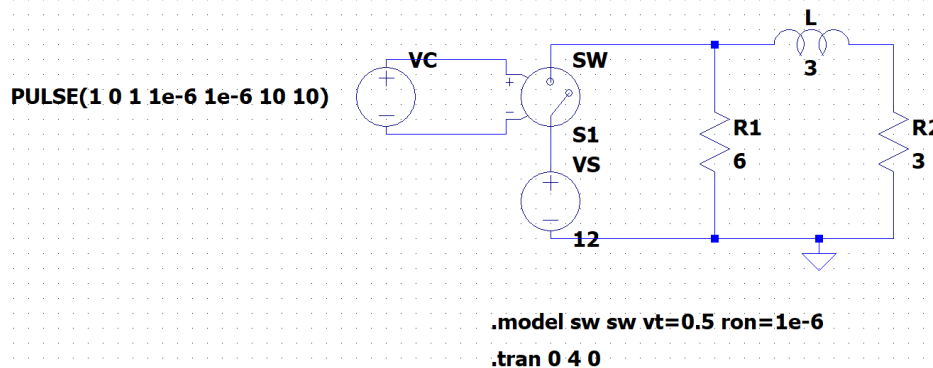 L
VC
SW
3
PULSE(1 0 1 1e-6 1e-6 10 10)
+
-
+
-
R1
R2
S1
6
3
VS
+
-
12
.model sw sw vt=0.5 ron=1e-6
.tran 0 4 0